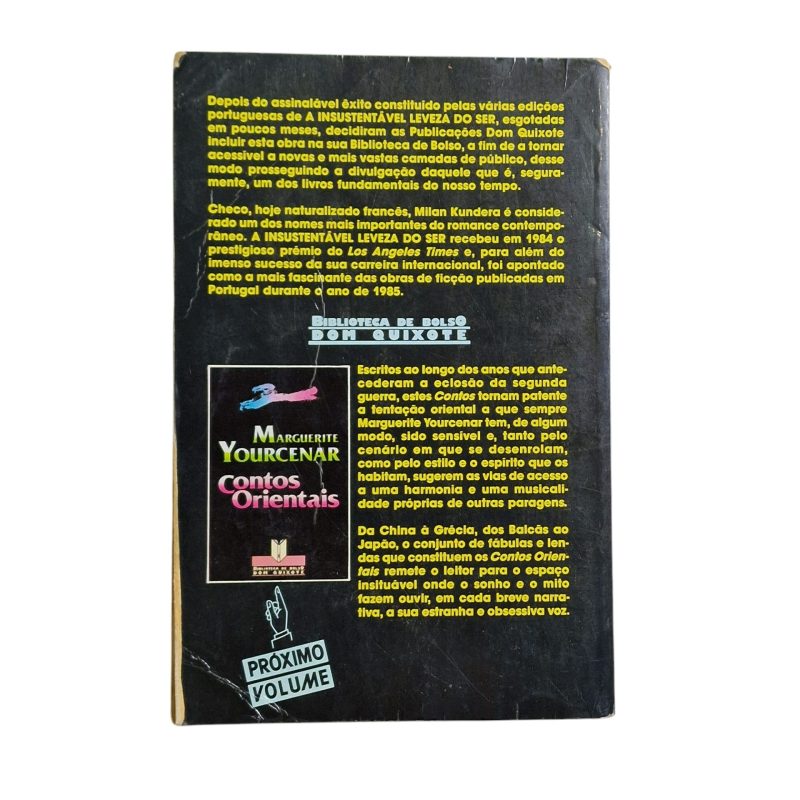 Depois do assinalável êxito constituído pelas várias edições
portuguesas de A INSUSTENTÁVEL LEVEZA DO SER, esgotadas
em poucos meses, decidiram as Publicações Dom Quixote
incluir esta obra na sua Biblioteca de Bolso, a fim de a tornar
acessível a novas e mais vastas camadas de público, desse
modo prosseguindo a divulgação daquele que é, segura-
mente, um dos livros fundamentais do nosso tempo.
Checo, hoje naturalizado francês, Milan Kundera é conside-
rado um dos nomes mais importantes do romance contempo-
râneo. A INSUSTENTÁVEL LEVEZA DO SER recebeu em 1984 o
prestigioso prémio do Los Angeles Times e, para além do
imenso sucesso da sua carreira internacional, foi apontado
como a mais fascinante das obras de ficção publicadas em
Portugal durante o ano de 1985.
BIBLIOTECA DE BOLSO
DOM QUIXOTE
MARGUERITE
YOURCENAR
Contos
Orientais
BIBLIOTECA DE BOLSO
DOM QUIXOTE
Escritos ao longo dos anos que ante-
cederam a eclosão da segunda
guerra, estes Contos tornam patente
a tentação oriental a que sempre
Marguerite Yourcenar tem, de algum
modo, sido sensível e, tanto pelo
cenário em que se desenrolam,
como pelo estilo e o espírito que os
habitam, sugerem as vias de acesso
a uma harmonia e uma musicali-
dade próprias de outras paragens.
Da China à Grécia, dos Balcãs ao
Japão, o conjunto de fábulas e len-
das que constituem os Contos Orien-
tais remete o leitor para o espaço
insituável onde o sonho e o mito
fazem ouvir, em cada breve narra-
tiva, a sua estranha e obsessiva voz.
PRÓXIMO
VOLUME